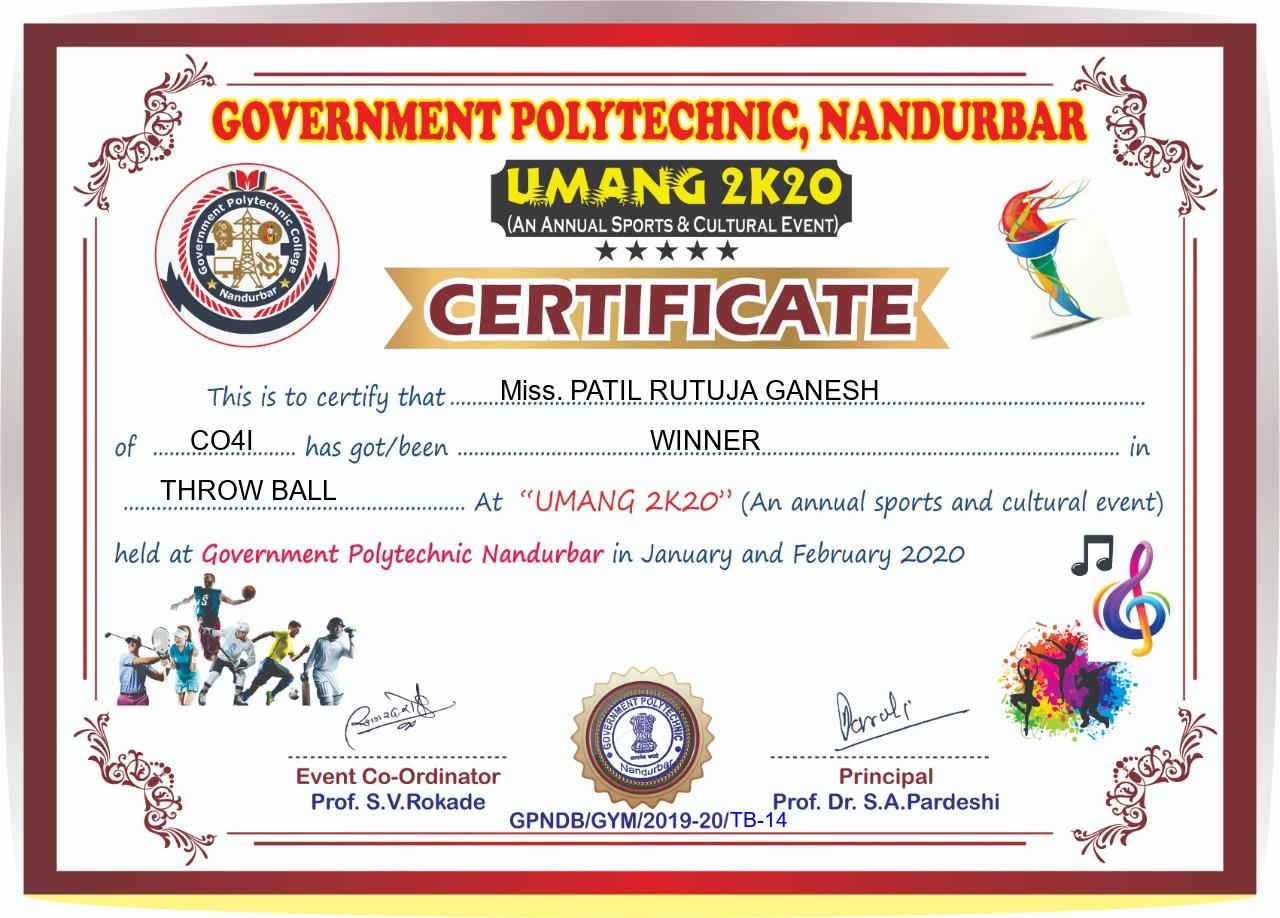 GOVERNMENT POLYTECHNIC, NANDURBAR
UMANG 2K20
(AN ANNUAL SPORTS & CULTURAL EVENT)
Government Polytechnic College
Nandurbar
CERTIFICATE
This is to certify that Miss. PATIL RUTUJA GANESH
of CO4I has got/been WINNER in
THROW BALL At “UMANG 2K20” (An annual sports and cultural event)
held at Government Polytechnic Nandurbar in January and February 2020
GOVERNMENT POLYTECHNIC
सत्यमेव जयते
Nandurbar
Event Co-Ordinator
Prof. S.V.Rokade
Principal
Prof. Dr. S.A.Pardeshi
GPNDB/GYM/2019-20/TB-14